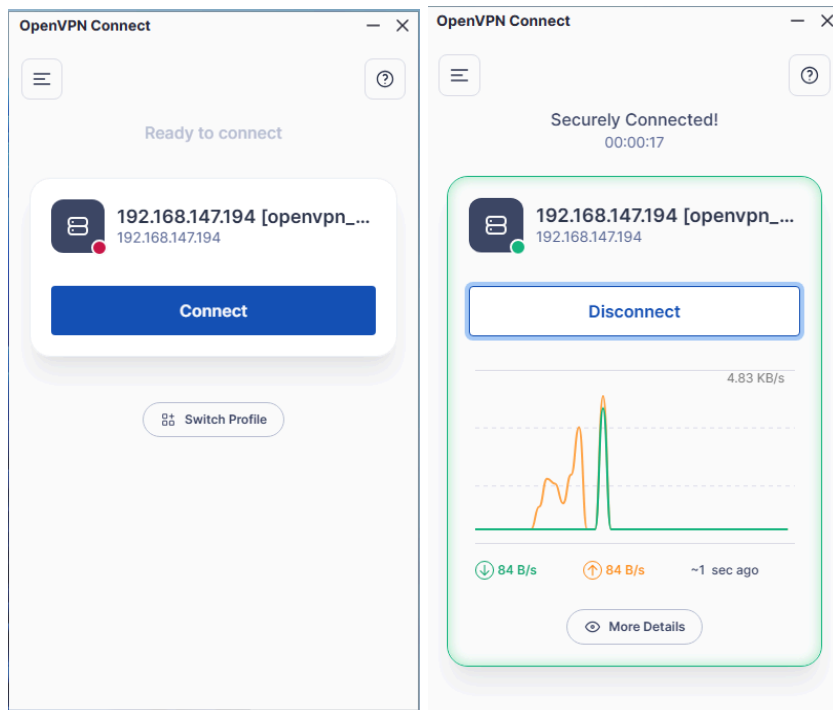 OpenVPN Connect
Ready to connect
192.168.147.194 [openvpn_...
192.168.147.194
Connect
Switch Profile
OpenVPN Connect
Securely Connected!
00:00:17
192.168.147.194 [openvpn_...
192.168.147.194
Disconnect
4.83 KB/s
84 B/s 84 B/s ~1 sec ago
More Details